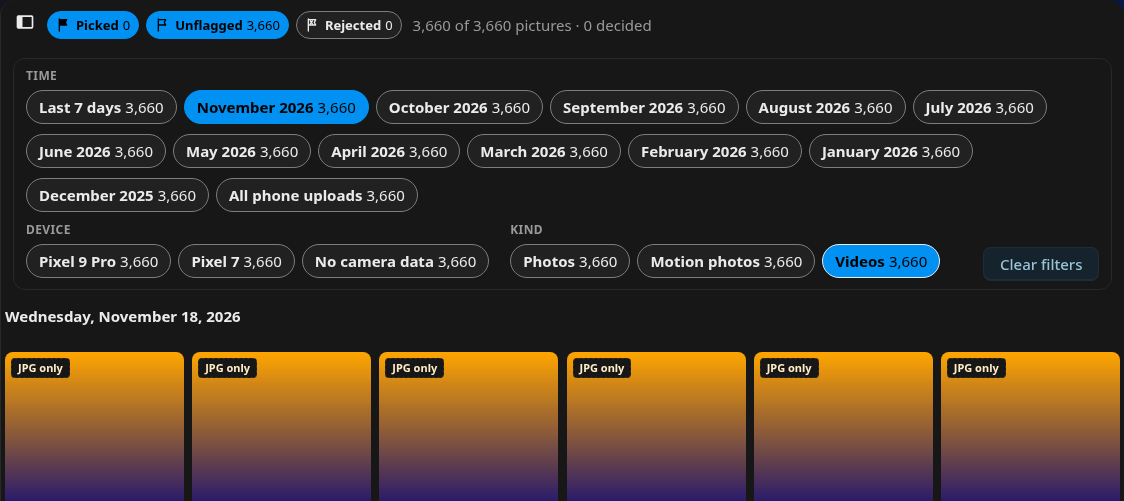 Picked 0 Unflagged 3,660 Rejected 0 3,660 of 3,660 pictures · 0 decided
TIME
Last 7 days 3,660 November 2026 3,660 October 2026 3,660 September 2026 3,660 August 2026 3,660 July 2026 3,660
June 2026 3,660 May 2026 3,660 April 2026 3,660 March 2026 3,660 February 2026 3,660 January 2026 3,660
December 2025 3,660 All phone uploads 3,660
DEVICE KIND
Pixel 9 Pro 3,660 Pixel 7 3,660 No camera data 3,660 Photos 3,660 Motion photos 3,660 Videos 3,660 Clear filters
Wednesday, November 18, 2026
JPG only JPG only JPG only JPG only JPG only JPG only